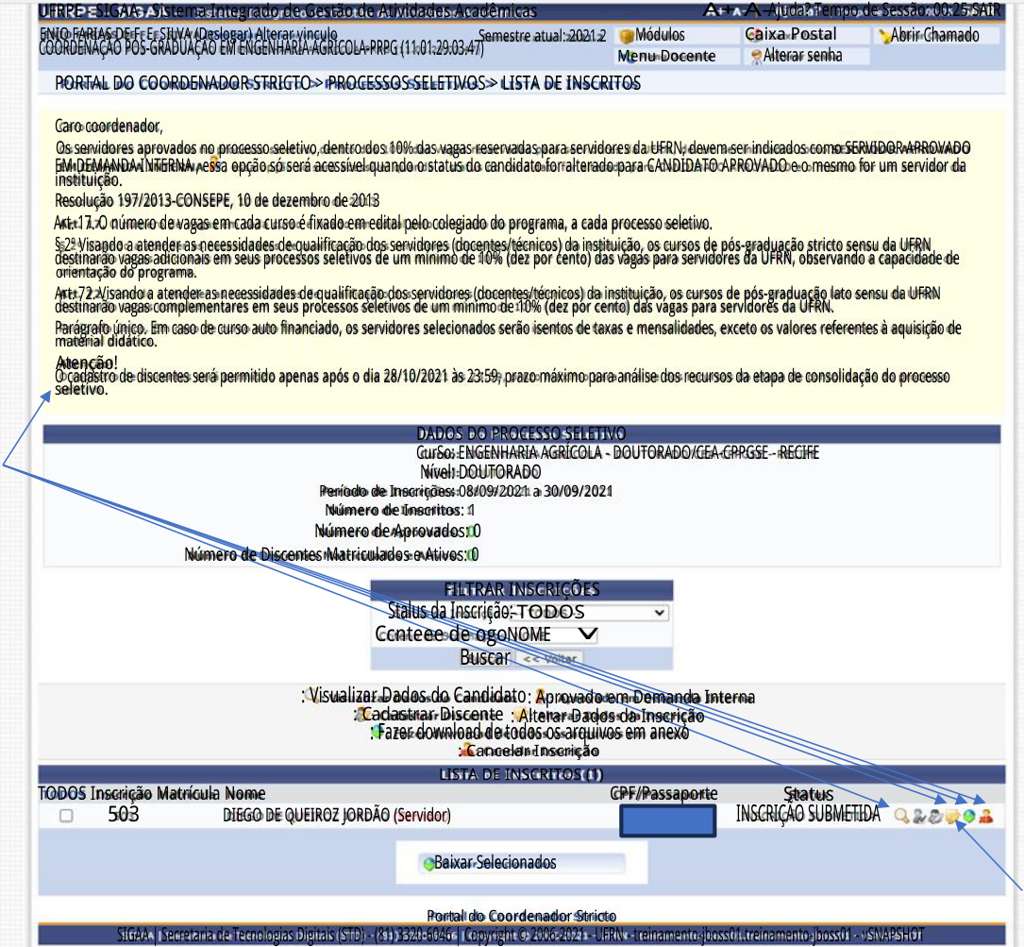 UFRPE - SIGAA - Sistema Integrado de Gestão de Atividades Acadêmicas A+ A- Ajuda? Tempo de Sessão: 00:25 SAIR
ENIO FARIAS DE F. E. SILVA (Deslogar) Alterar vínculo Semestre atual: 2021.2 Módulos Caixa Postal Abrir Chamado
COORDENAÇÃO PÓS-GRADUAÇÃO EM ENGENHARIA AGRÍCOLA-PRPG (11.01.29.03.47) Menu Docente Alterar senha
PORTAL DO COORDENADOR STRICTO > PROCESSOS SELETIVOS > LISTA DE INSCRITOS
Caro coordenador,
Os servidores aprovados no processo seletivo, dentro dos 10% das vagas reservadas para servidores da UFRN, devem ser indicados como SERVIDOR APROVADO
EM DEMANDA INTERNA, essa opção só será acessível quando o status do candidato for alterado para CANDIDATO APROVADO e o mesmo for um servidor da
instituição.
Resolução 197/2013-CONSEPE, 10 de dezembro de 2013
Art. 17. O número de vagas em cada curso é fixado em edital pelo colegiado do programa, a cada processo seletivo.
§ 2º Visando a atender as necessidades de qualificação dos servidores (docentes/técnicos) da instituição, os cursos de pós-graduação stricto sensu da UFRN
destinarão vagas adicionais em seus processos seletivos de um mínimo de 10% (dez por cento) das vagas para servidores da UFRN, observando a capacidade de
orientação do programa.
Art. 72. Visando a atender as necessidades de qualificação dos servidores (docentes/técnicos) da instituição, os cursos de pós-graduação lato sensu da UFRN
destinarão vagas complementares em seus processos seletivos de um mínimo de 10% (dez por cento) das vagas para servidores da UFRN.
Parágrafo único. Em caso de curso auto financiado, os servidores selecionados serão isentos de taxas e mensalidades, exceto os valores referentes à aquisição de
material didático.
Atenção!
O cadastro de discentes será permitido apenas após o dia 28/10/2021 às 23:59, prazo máximo para análise dos recursos da etapa de consolidação do processo
seletivo.
DADOS DO PROCESSO SELETIVO
Curso: ENGENHARIA AGRÍCOLA - DOUTORADO/CEA-CPPGSE - RECIFE
Nível: DOUTORADO
Período de Inscrições: 08/09/2021 a 30/09/2021
Número de Inscritos: 1
Número de Aprovados: 0
Número de Discentes Matriculados e Ativos: 0
FILTRAR INSCRIÇÕES
Status da Inscrição: TODOS
NOME
Buscar << Voltar
: Visualizar Dados do Candidato : Aprovado em Demanda Interna
: Cadastrar Discente : Alterar Dados da Inscrição
: Fazer download de todos os arquivos em anexo
: Cancelar Inscrição
LISTA DE INSCRITOS (1)
TODOS Inscrição Matrícula Nome CPF/Passaporte Status
503 DIEGO DE QUEIROZ JORDÃO (Servidor) INSCRIÇÃO SUBMETIDA
Baixar Selecionados
Portal do Coordenador Stricto
SIGAA | Secretaria de Tecnologias Digitais (STD) - (81) 3320-6046 | Copyright © 2006-2021 - UFRN - treinamento-jboss01.treinamento-jboss01 - vSNAPSHOT